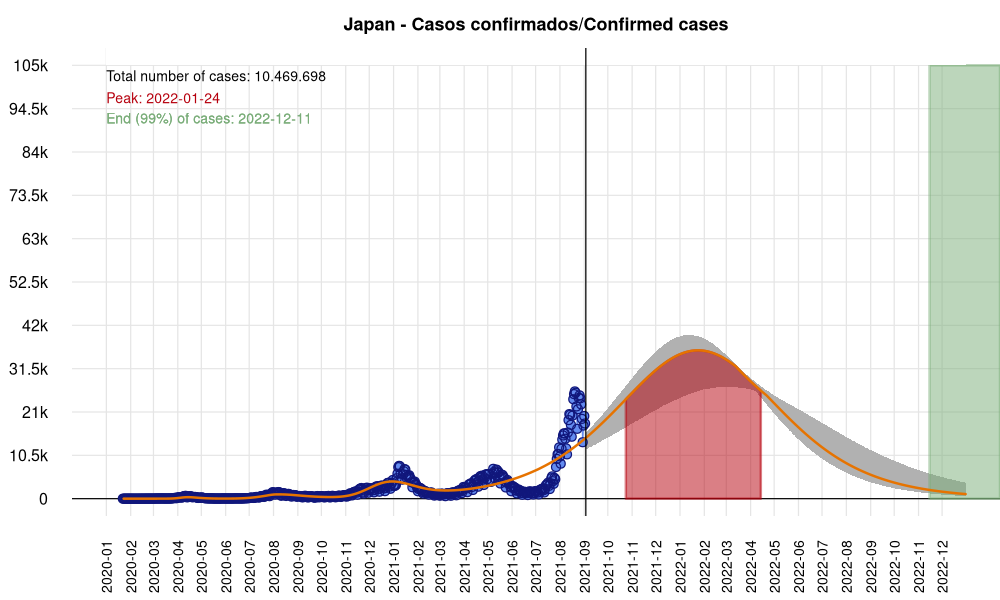 Japan - Casos confirmados/Confirmed cases
Total number of cases: 10.469.698
Peak: 2022-01-24
End (99%) of cases: 2022-12-11
105k
94.5k
84k
73.5k
63k
52.5k
42k
31.5k
21k
10.5k
0
2020-01
2020-02
2020-03
2020-04
2020-05
2020-06
2020-07
2020-08
2020-09
2020-10
2020-11
2020-12
2021-01
2021-02
2021-03
2021-04
2021-05
2021-06
2021-07
2021-08
2021-09
2021-10
2021-11
2021-12
2022-01
2022-02
2022-03
2022-04
2022-05
2022-06
2022-07
2022-08
2022-09
2022-10
2022-11
2022-12